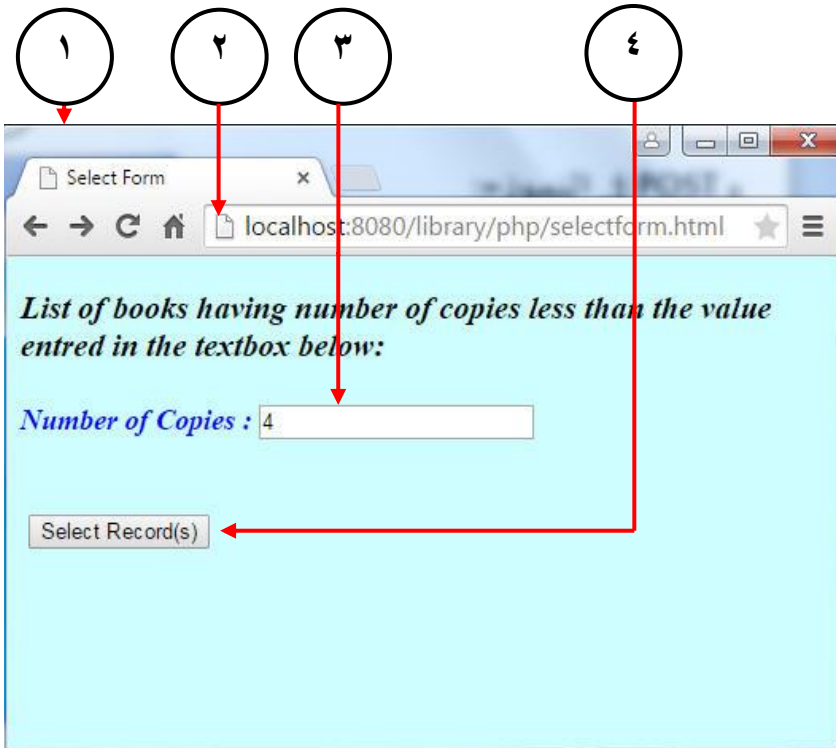 ١ ٢ ٣ ٤
Select Form
localhost:8080/library/php/selectform.html
List of books having number of copies less than the value
entred in the textbox below:
Number of Copies : 4
Select Record(s)